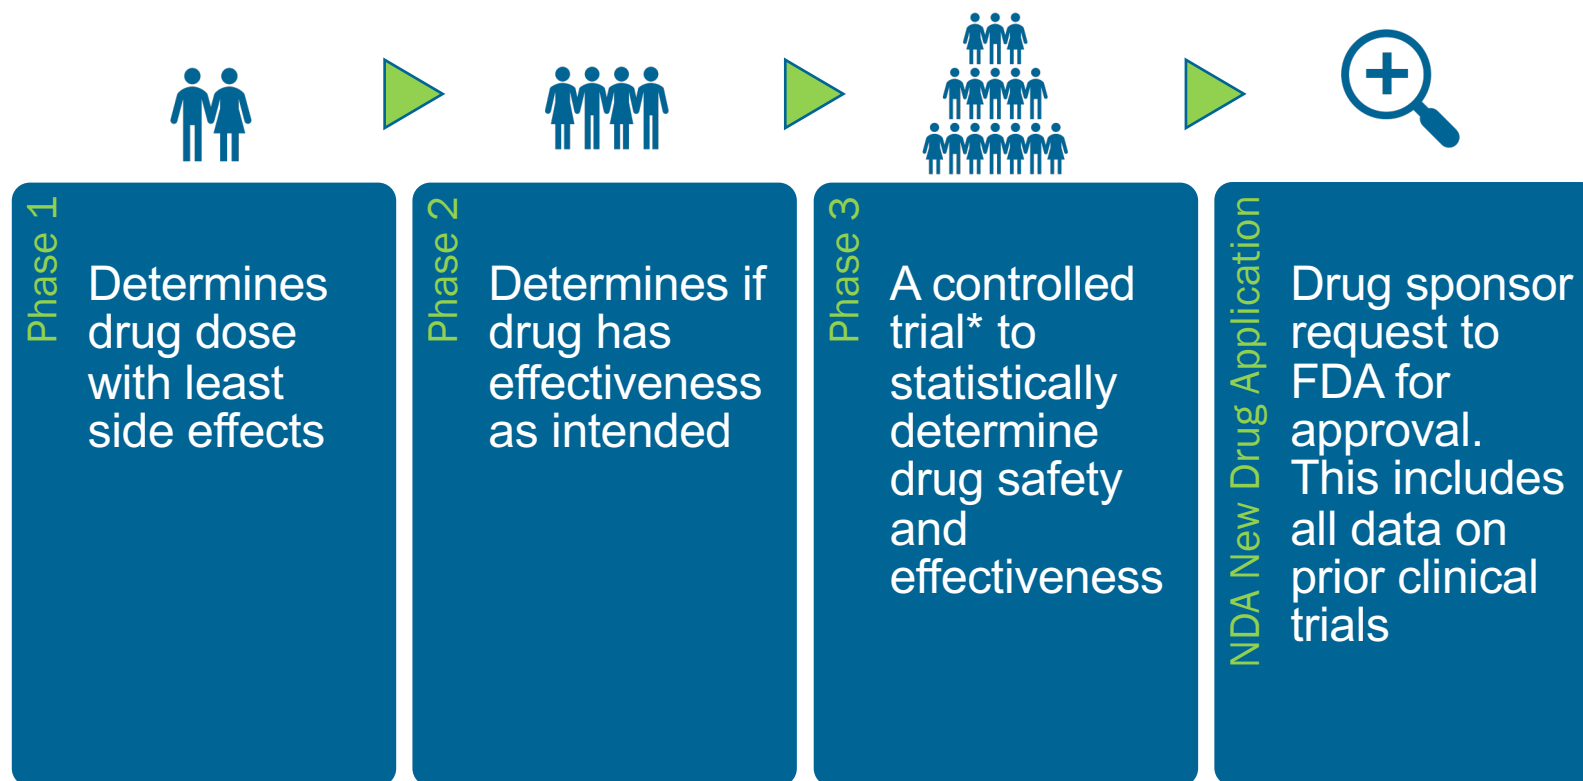 Phase 1
Determines
drug dose
with least
side effects
Phase 2
Determines if
drug has
effectiveness
as intended
Phase 3
A controlled
trial* to
statistically
determine
drug safety
and
effectiveness
NDA New Drug Application
Drug sponsor
request to
FDA for
approval.
This includes
all data on
prior clinical
trials